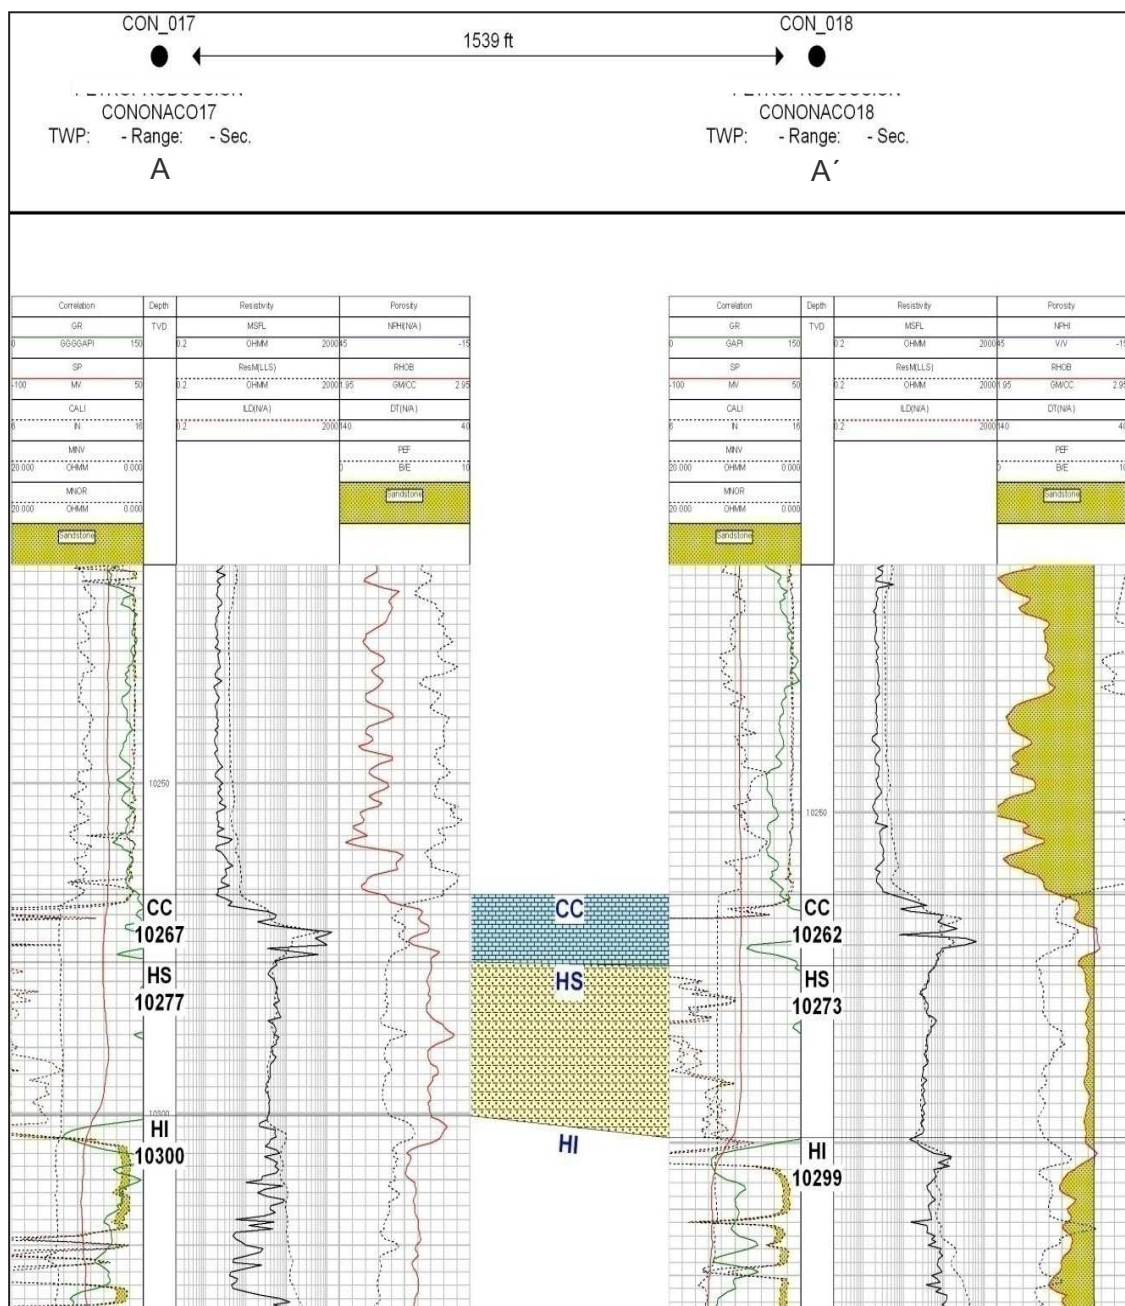 CON_017
1539 ft
CON_018
CONONACO17
TWP: - Range: - Sec.
A
CONONACO18
TWP: - Range: - Sec.
A´
Correlation Depth Resistivity Porosity
GR TVD MSFL NPHI(N/A)
0 GGGGAPI 150 0.2 OHMM 2000 45 -15
SP ResM(LLS) RHOB
-100 MV 50 0.2 OHMM 2000 1.95 GM/CC 2.95
CALI ILD(N/A) DT(N/A)
6 IN 16 0.2 2000 140 40
MINV PEF
20.000 OHMM 0.000 0 B/E 10
MNOR Sandstone
20.000 OHMM 0.000
Sandstone
10250
CC
10267
HS
10277
10300
HI
10300
CC
HS
HI
Correlation Depth Resistivity Porosity
GR TVD MSFL NPHI
0 GAPI 150 0.2 OHMM 2000 45 V/V -15
SP ResM(LLS) RHOB
-100 MV 50 0.2 OHMM 2000 1.95 GM/CC 2.95
CALI ILD(N/A) DT(N/A)
6 IN 16 0.2 2000 140 40
MINV PEF
20.000 OHMM 0.000 0 B/E 10
MNOR Sandstone
20.000 OHMM 0.000
Sandstone
10250
CC
10262
HS
10273
HI
10299